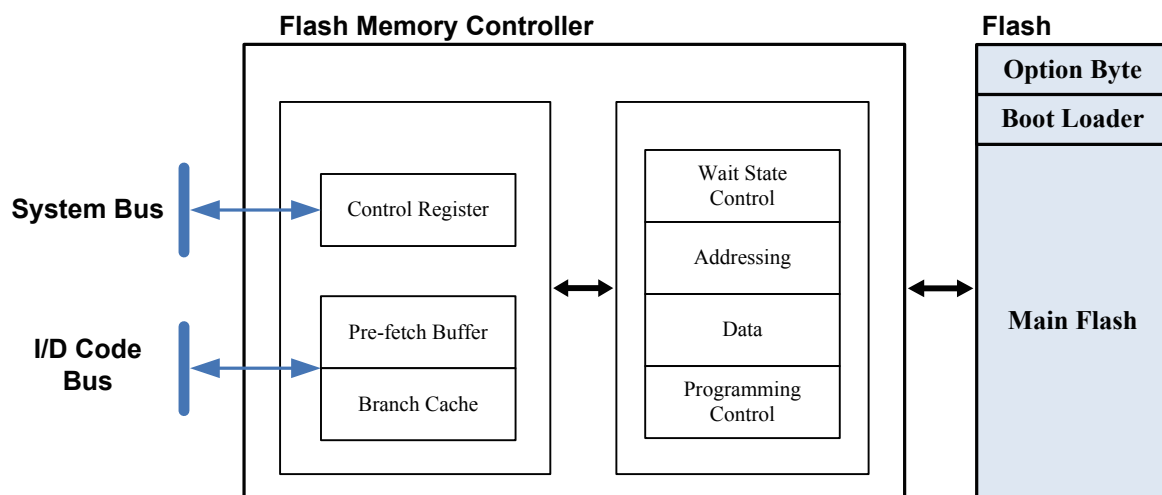 Flash Memory Controller
Flash
Option Byte
Boot Loader
Main Flash
System Bus
I/D Code
Bus
Control Register
Pre-fetch Buffer
Branch Cache
Wait State
Control
Addressing
Data
Programming
Control